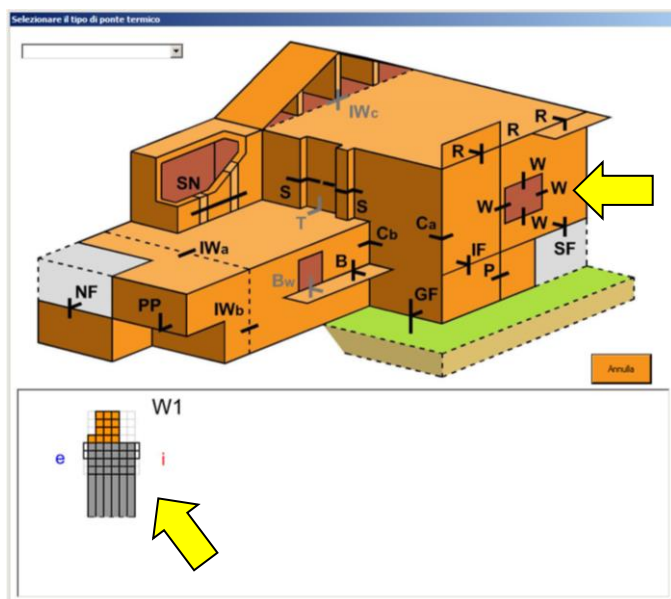 Selezionare il tipo di ponte termico
IWc
R
R
R
SN
S
S
T
W
W
W
W
IWa
Cb
Ca
IF
SF
Bw
B
P
NF
PP
IWb
GF
Annulla
W1
e
i